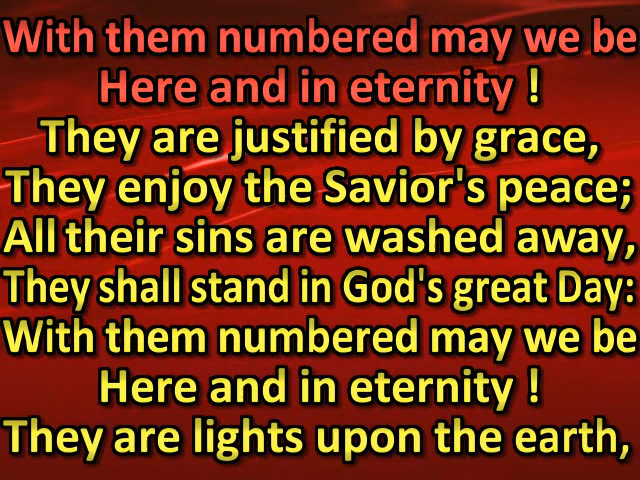 With them numbered may we be
Here and in eternity !
They are justified by grace,
They enjoy the Savior's peace;
All their sins are washed away,
They shall stand in God's great Day:
With them numbered may we be
Here and in eternity !
They are lights upon the earth,